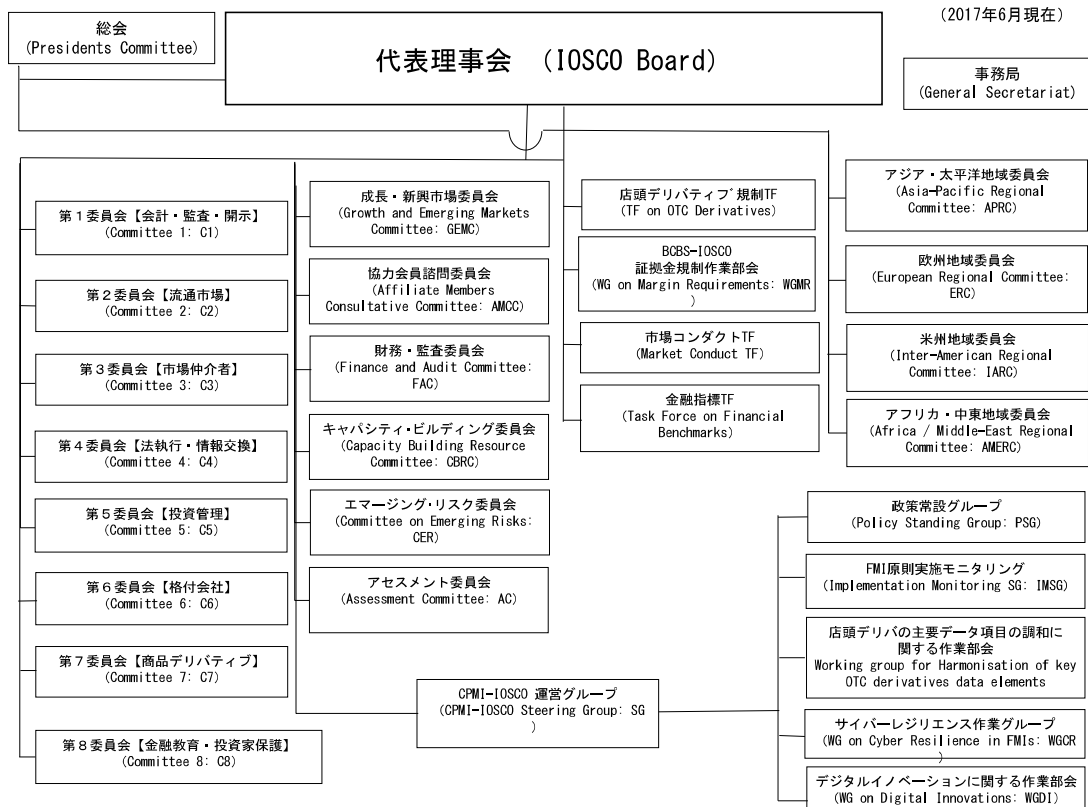 (2017年6月現在)
総会
(Presidents Committee)
代表理事会 (IOSCO Board)
事務局
(General Secretariat)
第1委員会【会計・監査・開示】
(Committee 1: C1)
第2委員会【流通市場】
(Committee 2: C2)
第3委員会【市場仲介者】
(Committee 3: C3)
第4委員会【法執行・情報交換】
(Committee 4: C4)
第5委員会【投資管理】
(Committee 5: C5)
第6委員会【格付会社】
(Committee 6: C6)
第7委員会【商品デリバティブ】
(Committee 7: C7)
第8委員会【金融教育・投資家保護】
(Committee 8: C8)
成長・新興市場委員会
(Growth and Emerging Markets
Committee: GEMC)
協力会員諮問委員会
(Affiliate Members
Consultative Committee: AMCC)
財務・監査委員会
(Finance and Audit Committee:
FAC)
キャパシティ・ビルディング委員会
(Capacity Building Resource
Committee: CBRC)
エマージング・リスク委員会
(Committee on Emerging Risks:
CER)
アセスメント委員会
(Assessment Committee: AC)
店頭デリバティブ規制TF
(TF on OTC Derivatives)
BCBS-IOSCO
証拠金規制作業部会
(WG on Margin Requirements: WGMR
)
市場コンダクトTF
(Market Conduct TF)
金融指標TF
(Task Force on Financial
Benchmarks)
アジア・太平洋地域委員会
(Asia-Pacific Regional
Committee: APRC)
欧州地域委員会
(European Regional Committee:
ERC)
米州地域委員会
(Inter-American Regional
Committee: IARC)
アフリカ・中東地域委員会
(Africa / Middle-East Regional
Committee: AMERC)
CPMI-IOSCO 運営グループ
(CPMI-IOSCO Steering Group: SG
)
政策常設グループ
(Policy Standing Group: PSG)
FMI原則実施モニタリング
(Implementation Monitoring SG: IMSG)
店頭デリバの主要データ項目の調和に
関する作業部会
Working group for Harmonisation of key
OTC derivatives data elements
サイバーレジリエンス作業グループ
(WG on Cyber Resilience in FMIs: WGCR
)
デジタルイノベーションに関する作業部会
(WG on Digital Innovations: WGDI)